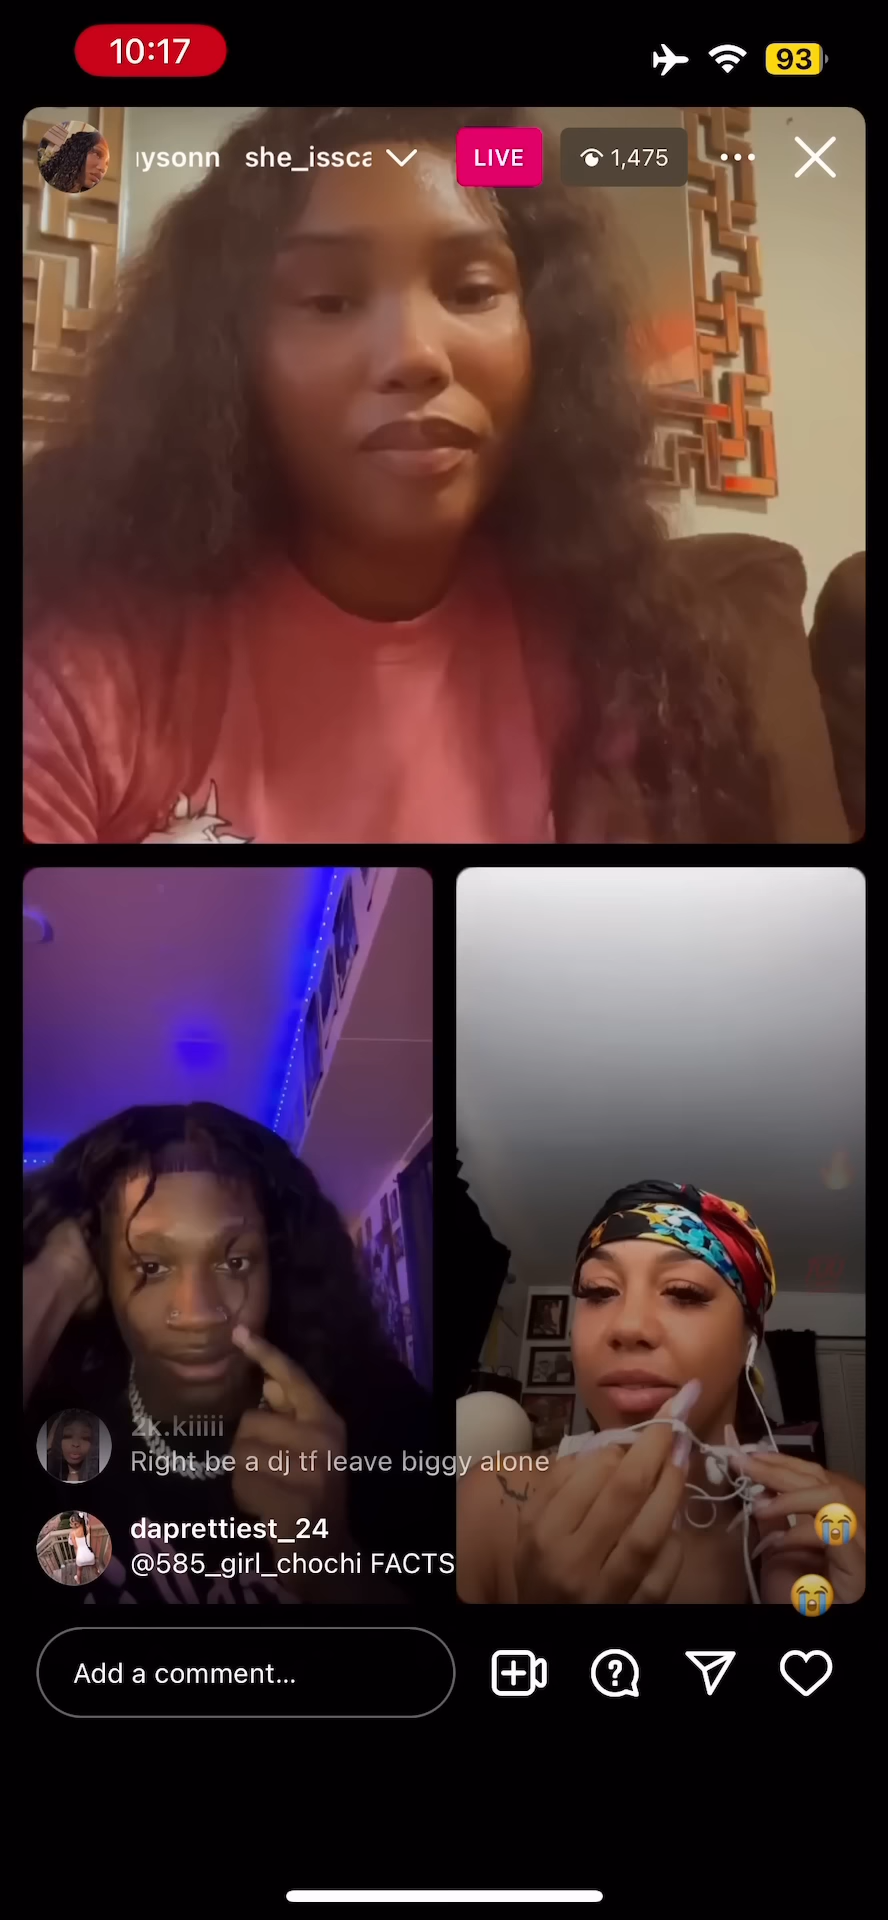 10:17
93
ysonn she_issca
LIVE
1,475
2k.kiiiii
Right be a dj tf leave biggy alone
daprettiest_24
@585_girl_chochi FACTS
Add a comment...